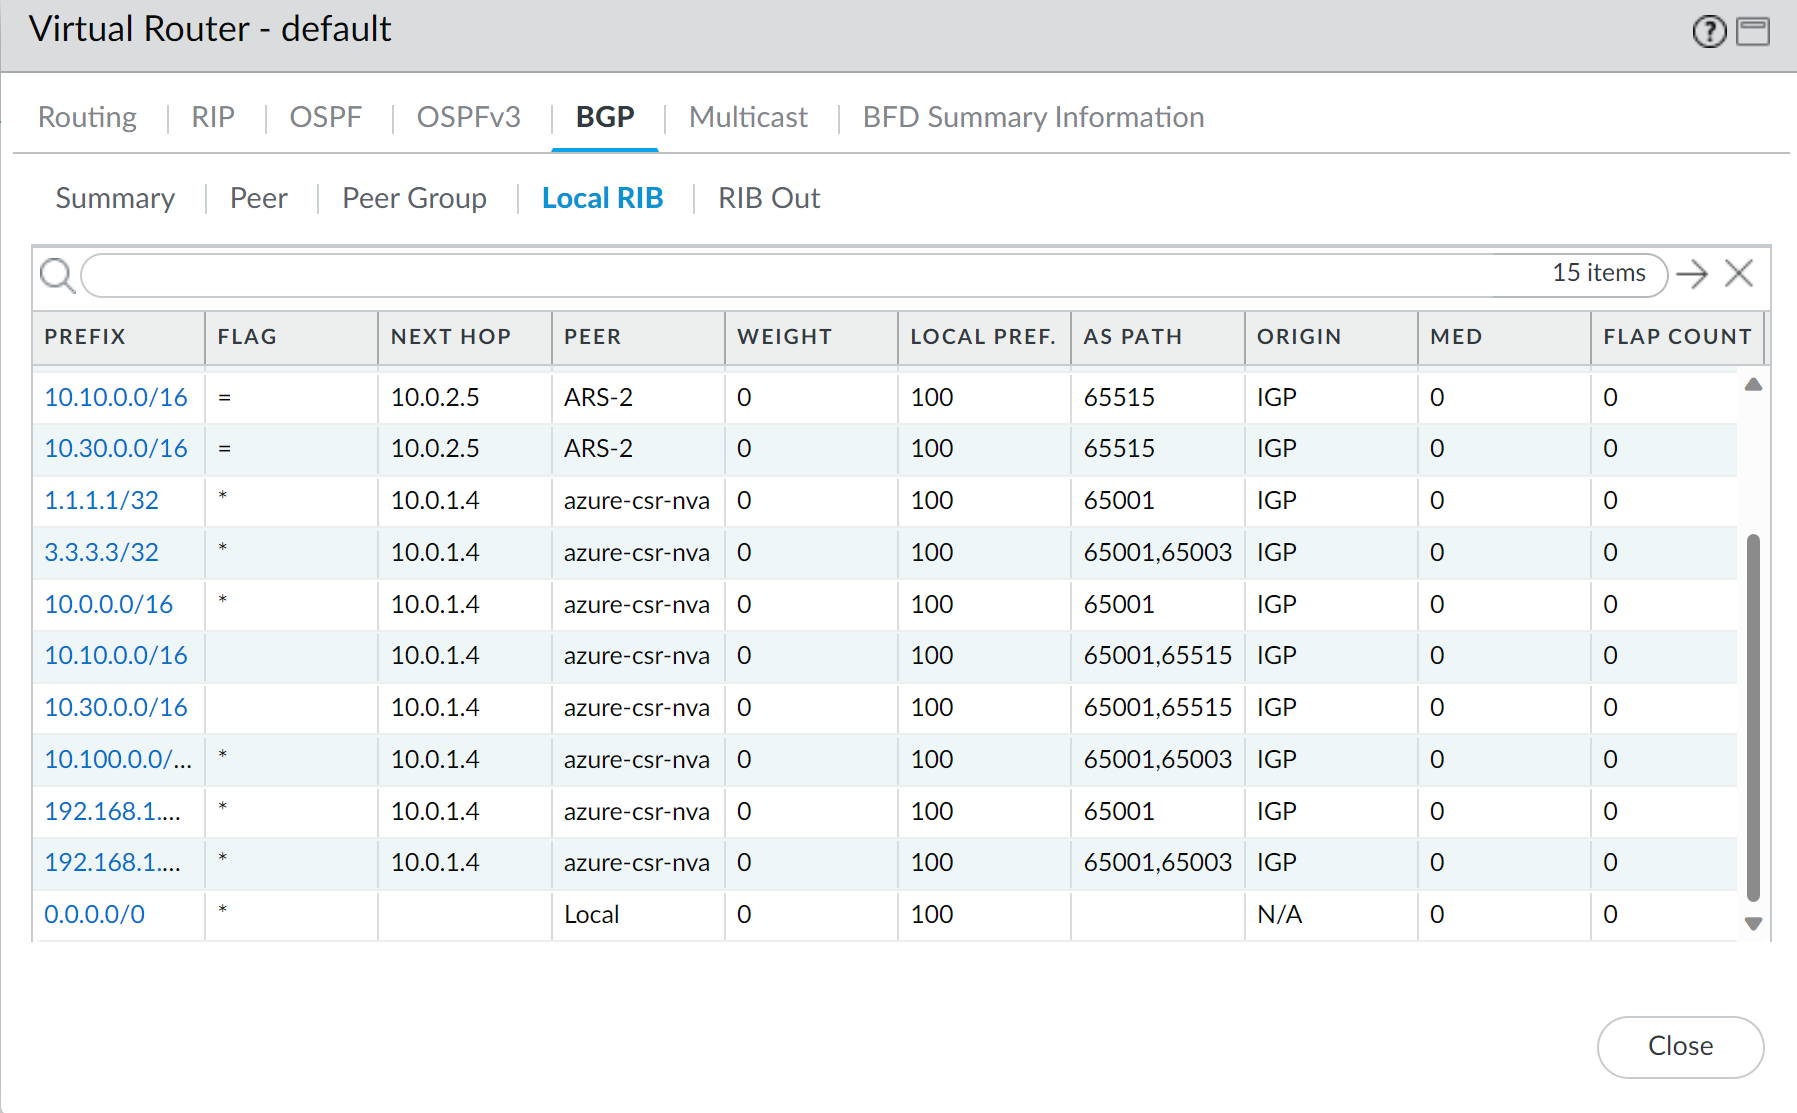 Virtual Router - default
Routing RIP OSPF OSPFv3 BGP Multicast BFD Summary Information
Summary Peer Peer Group Local RIB RIB Out
15 items
PREFIX FLAG NEXT HOP PEER WEIGHT LOCAL PREF. AS PATH ORIGIN MED FLAP COUNT
10.10.0.0/16 = 10.0.2.5 ARS-2 0 100 65515 IGP 0 0
10.30.0.0/16 = 10.0.2.5 ARS-2 0 100 65515 IGP 0 0
1.1.1.1/32 * 10.0.1.4 azure-csr-nva 0 100 65001 IGP 0 0
3.3.3.3/32 * 10.0.1.4 azure-csr-nva 0 100 65001,65003 IGP 0 0
10.0.0.0/16 * 10.0.1.4 azure-csr-nva 0 100 65001 IGP 0 0
10.10.0.0/16 10.0.1.4 azure-csr-nva 0 100 65001,65515 IGP 0 0
10.30.0.0/16 10.0.1.4 azure-csr-nva 0 100 65001,65515 IGP 0 0
10.100.0.0/... * 10.0.1.4 azure-csr-nva 0 100 65001,65003 IGP 0 0
192.168.1.... * 10.0.1.4 azure-csr-nva 0 100 65001 IGP 0 0
192.168.1.... * 10.0.1.4 azure-csr-nva 0 100 65001,65003 IGP 0 0
0.0.0.0/0 * Local 0 100 N/A 0 0
Close